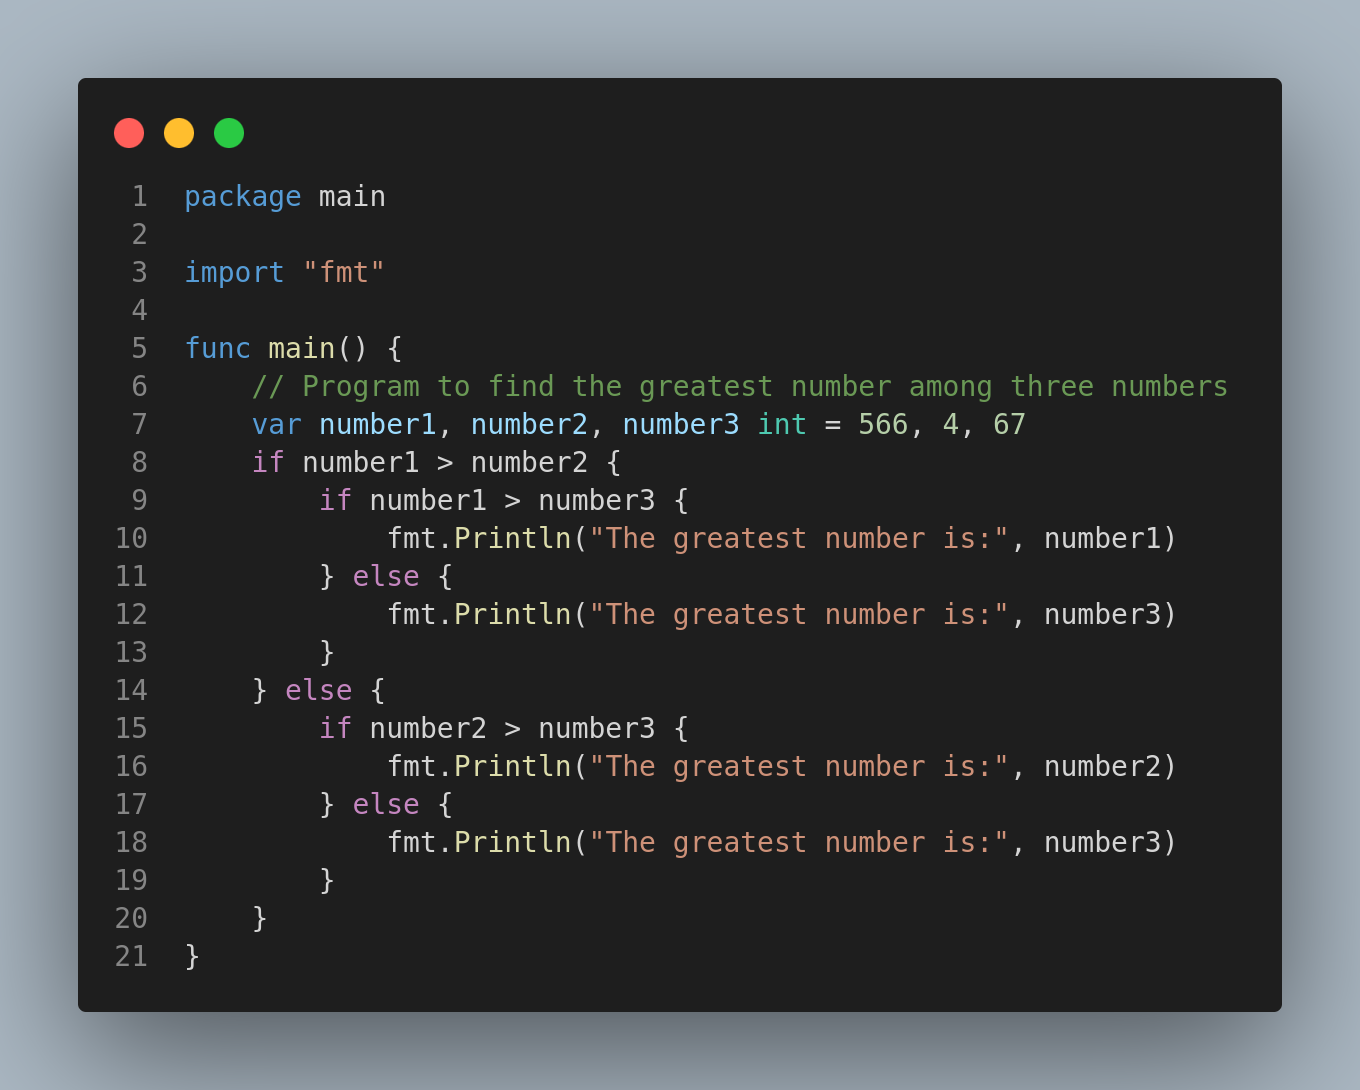 1 package main
2
3 import "fmt"
4
5 func main() {
6     // Program to find the greatest number among three numbers
7     var number1, number2, number3 int = 566, 4, 67
8     if number1 > number2 {
9         if number1 > number3 {
10             fmt.Println("The greatest number is:", number1)
11         } else {
12             fmt.Println("The greatest number is:", number3)
13         }
14     } else {
15         if number2 > number3 {
16             fmt.Println("The greatest number is:", number2)
17         } else {
18             fmt.Println("The greatest number is:", number3)
19         }
20     }
21 }